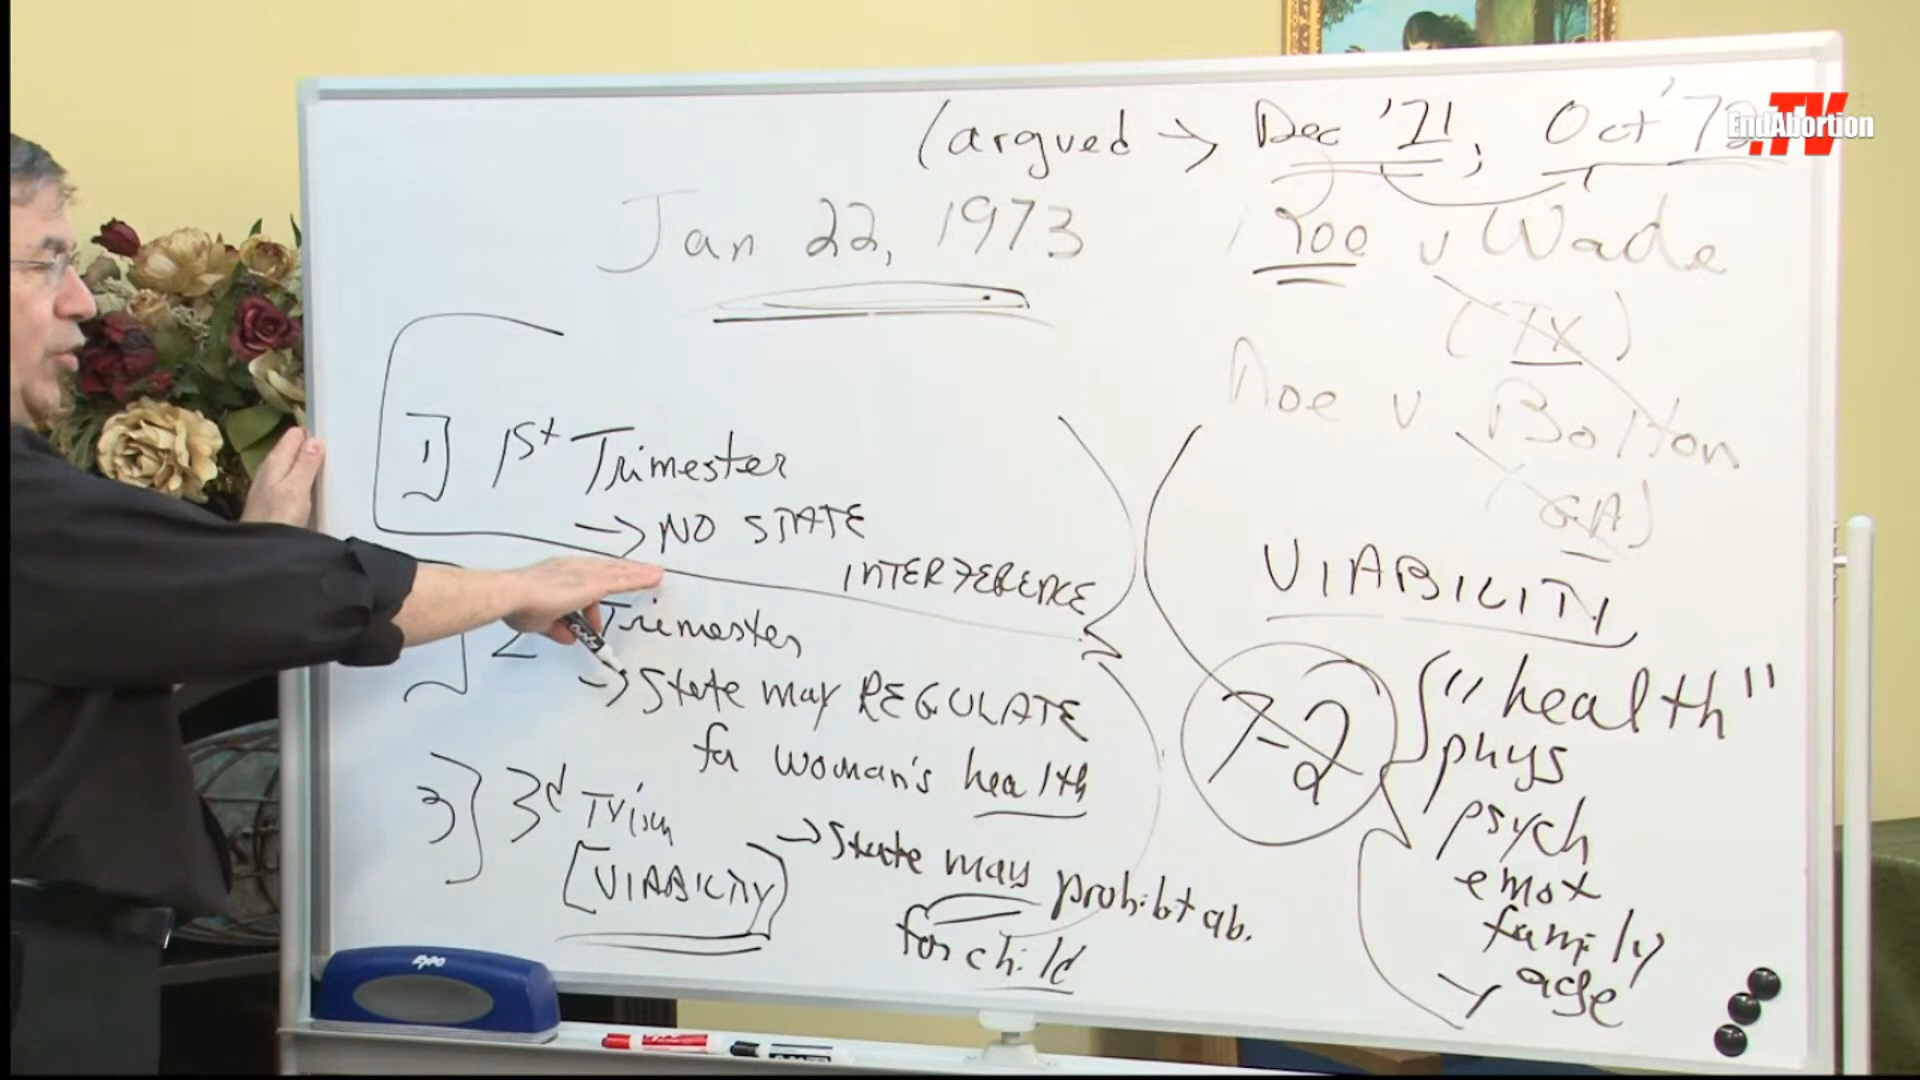 (argued → Dec '71, Oct '72
EndAbortion
.TV
Jan 22, 1973
Roe v Wade
(TX)
Doe v Bolton
(GA)
1] 1st Trimester
→ NO STATE
INTERFERENCE
2 Trimester
→ State may REGULATE
for woman's health
3} 3d Trim
[VIABILITY]
→ State may prohibit ab.
for child
VIABILITY
7-2
"health"
phys
psych
emot
family
age
EXPO